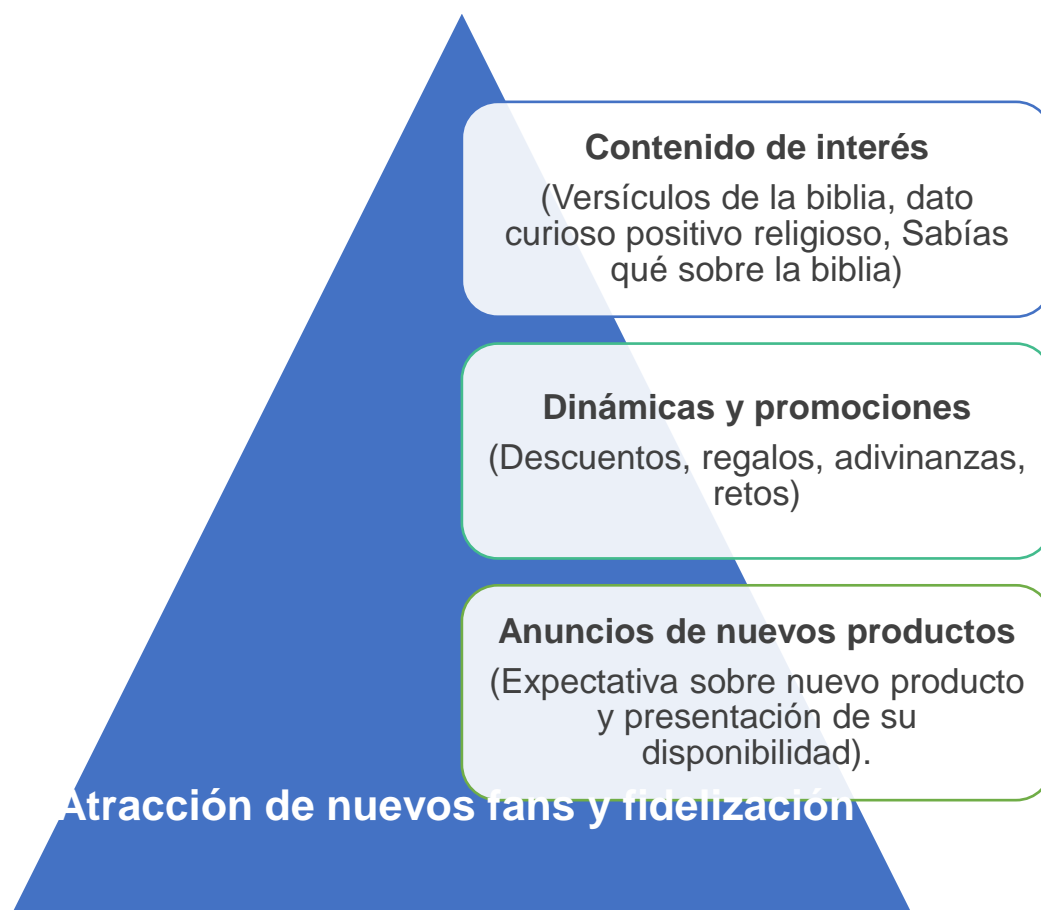 Contenido de interés
(Versículos de la biblia, dato
curioso positivo religioso, Sabías
qué sobre la biblia)
Dinámicas y promociones
(Descuentos, regalos, adivinanzas,
retos)
Anuncios de nuevos productos
(Expectativa sobre nuevo producto
y presentación de su
disponibilidad).
Atracción de nuevos fans y fidelización